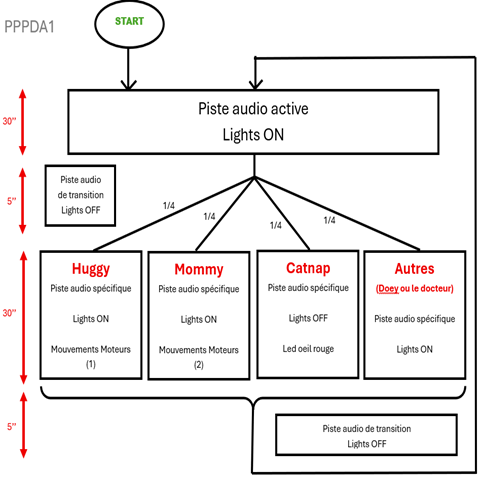 PPPDA1
START
30’’
Piste audio active
Lights ON
5’’
Piste audio
de transition
Lights OFF
1/4
1/4
1/4
1/4
30’’
Huggy
Piste audio spécifique
Lights ON
Mouvements Moteurs
(1)
Mommy
Piste audio spécifique
Lights ON
Mouvements Moteurs
(2)
Catnap
Piste audio spécifique
Lights OFF
Led oeil rouge
Autres
(Doey ou le docteur)
Piste audio spécifique
Lights ON
5’’
Piste audio de transition
Lights OFF